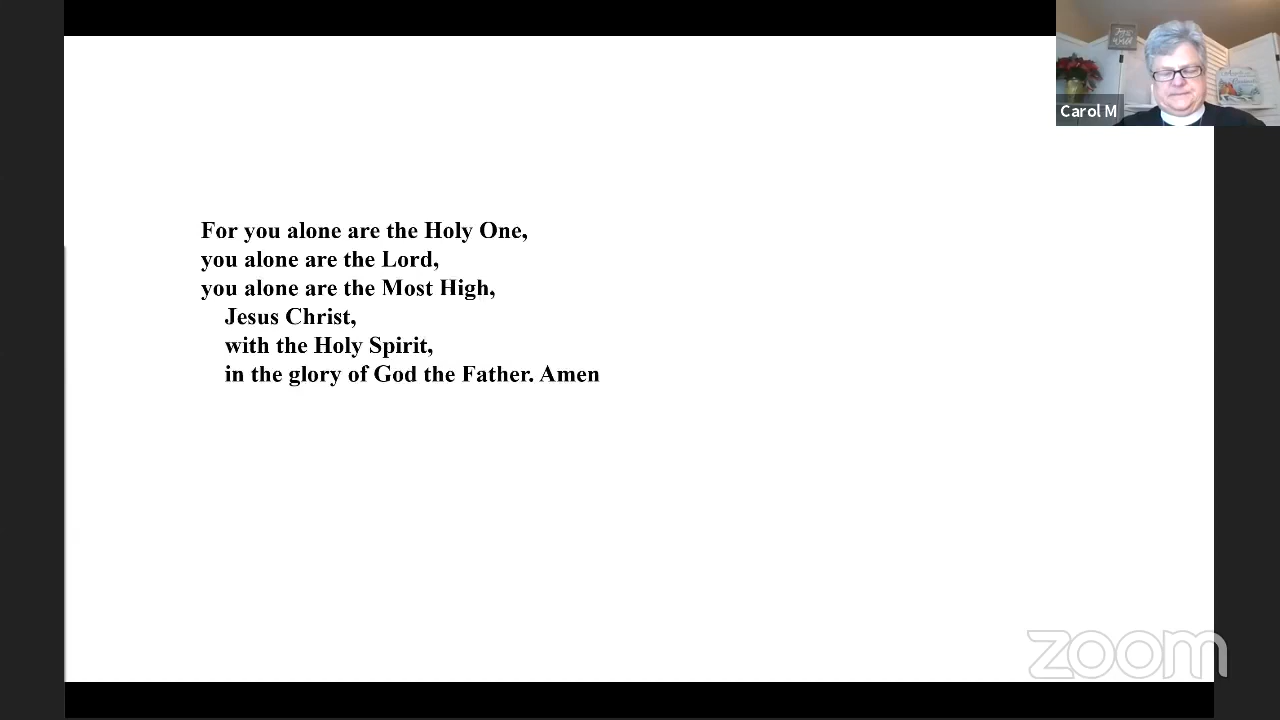 For you alone are the Holy One,
you alone are the Lord,
you alone are the Most High,
Jesus Christ,
with the Holy Spirit,
in the glory of God the Father. Amen
Carol M
zoom